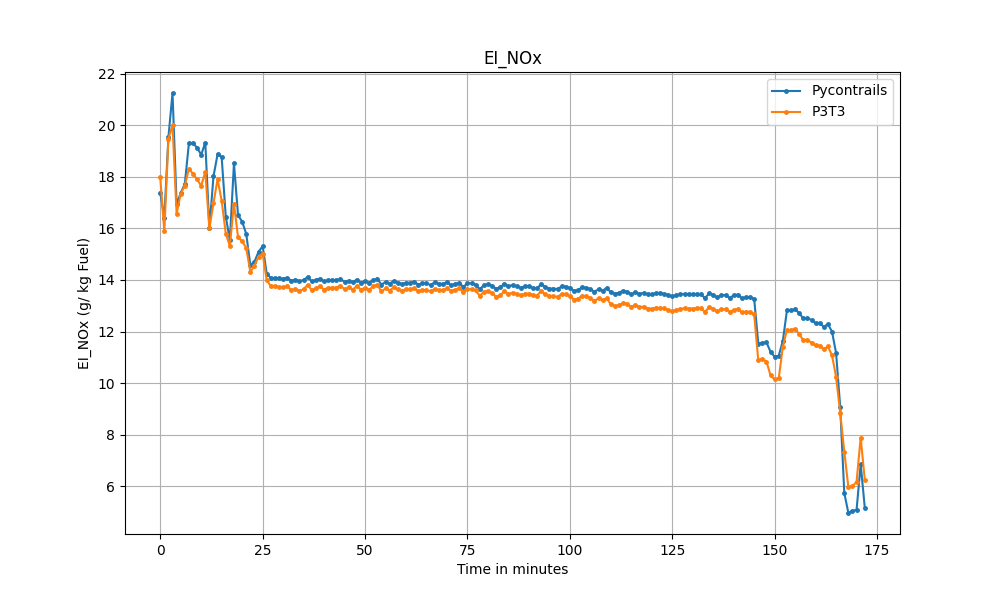 EI_NOx
Pycontrails
P3T3
EI_NOx (g/ kg Fuel)
22
20
18
16
14
12
10
8
6
0 25 50 75 100 125 150 175
Time in minutes